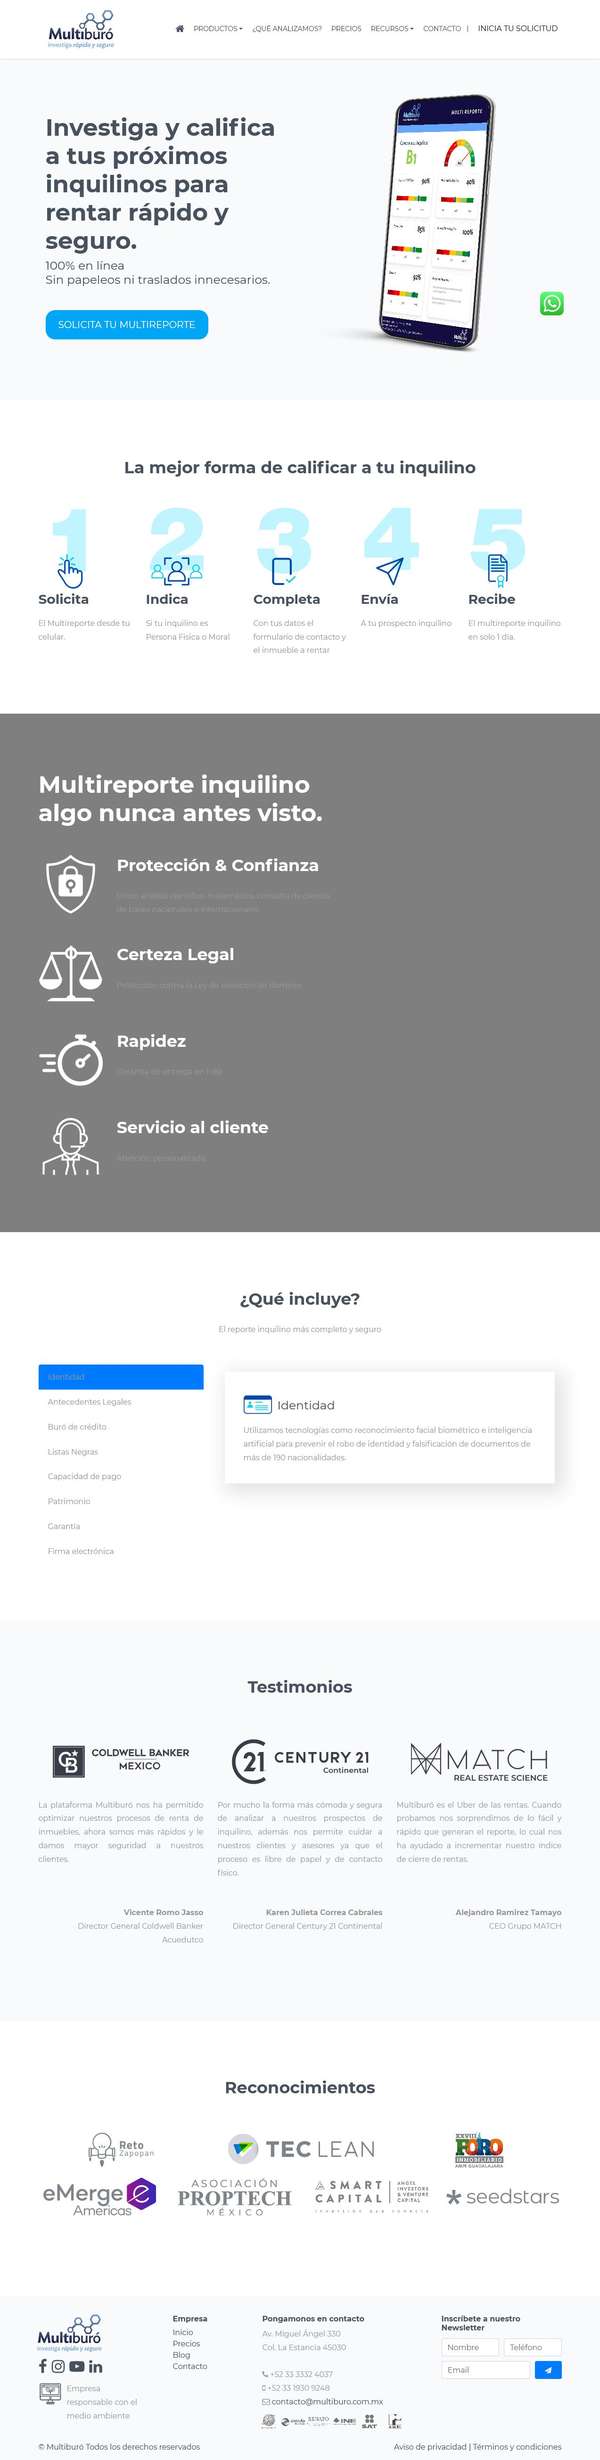 Multiburó
Investiga rápido y seguro
PRODUCTOS
¿QUÉ ANALIZAMOS?
PRECIOS
RECURSOS
CONTACTO
|
INICIA TU SOLICITUD
Investiga y califica
a tus próximos
inquilinos para
rentar rápido y
seguro.
100% en línea
Sin papeleos ni traslados innecesarios.
SOLICITA TU MULTIREPORTE
MULTI REPORTE
B1
La mejor forma de calificar a tu inquilino
1
2
3
4
5
Solicita
El Multireporte desde tu
celular.
Indica
Si tu inquilino es
Persona Física o Moral
Completa
Con tus datos el
formulario de contacto y
el inmueble a rentar
Envía
A tu prospecto inquilino
Recibe
El multireporte inquilino
en solo 1 día.
Multireporte inquilino
algo nunca antes visto.
Protección & Confianza
Certeza Legal
Rapidez
Servicio al cliente
Atención personalizada
¿Qué incluye?
El reporte inquilino más completo y seguro
Identidad
Antecedentes Legales
Buró de crédito
Listas Negras
Capacidad de pago
Patrimonio
Garantía
Firma electrónica
Identidad
Utilizamos tecnologías como reconocimiento facial biométrico e inteligencia
artificial para prevenir el robo de identidad y falsificación de documentos de
más de 190 nacionalidades.
Testimonios
COLDWELL BANKER
MEXICO
La plataforma Multiburó nos ha permitido
optimizar nuestros procesos de renta de
inmuebles, ahora somos más rápidos y le
damos mayor seguridad a nuestros
clientes.
Vicente Romo Jasso
Director General Coldwell Banker
Acuedutco
21 CENTURY 21
Continental
Por mucho la forma más cómoda y segura
de analizar a nuestros prospectos de
inquilino, además nos permite cuidar a
nuestros clientes y asesores ya que el
proceso es libre de papel y de contacto
físico.
Karen Julieta Correa Cabrales
Director General Century 21 Continental
MATCH
REAL ESTATE SCIENCE
Multiburó es el Uber de las rentas. Cuando
probamos nos sorprendimos de lo fácil y
rápido que generan el reporte, lo cual nos
ha ayudado a incrementar nuestro índice
de cierre de rentas.
Alejandro Ramirez Tamayo
CEO Grupo MATCH
Reconocimientos
Reto
Zapopan
TEC LEAN
XXVIII
FORO
INMOBILIARIO
AMPI GUADALAJARA
eMerge
Americas
ASOCIACIÓN
PROPTECH
MÉXICO
SMART
CAPITAL
ANGEL
INVESTORS
& VENTURE
CAPITAL
seedstars
Multiburó
Investiga rápido y seguro
Empresa
responsable con el
medio ambiente
Empresa
Inicio
Precios
Blog
Contacto
Pongamonos en contacto
Av. Miguel Ángel 330
Col. La Estancia 45030
+52 33 3332 4037
+52 33 1930 9248
contacto@multiburo.com.mx
INE
SAT
Inscríbete a nuestro
Newsletter
Nombre
Teléfono
Email
© Multiburó Todos los derechos reservados
Aviso de privacidad | Términos y condiciones